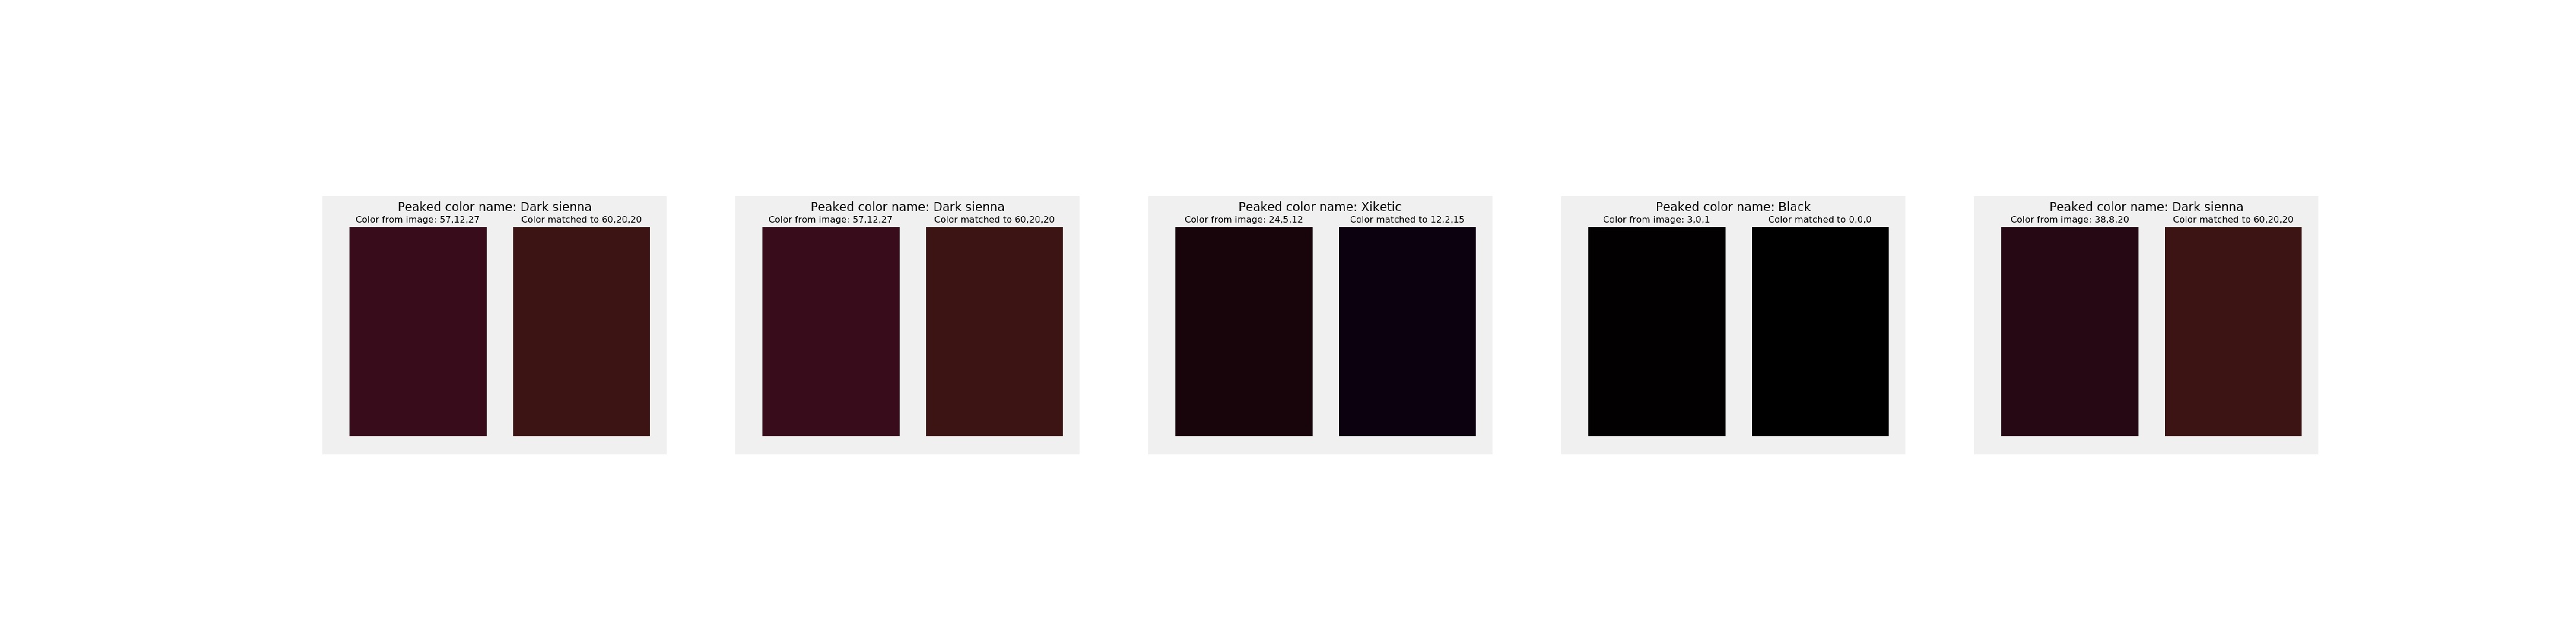 Peaked color name: Dark sienna
Color from image: 57,12,27
Color matched to 60,20,20
Peaked color name: Dark sienna
Color from image: 57,12,27
Color matched to 60,20,20
Peaked color name: Xiketic
Color from image: 24,5,12
Color matched to 12,2,15
Peaked color name: Black
Color from image: 3,0,1
Color matched to 0,0,0
Peaked color name: Dark sienna
Color from image: 38,8,20
Color matched to 60,20,20